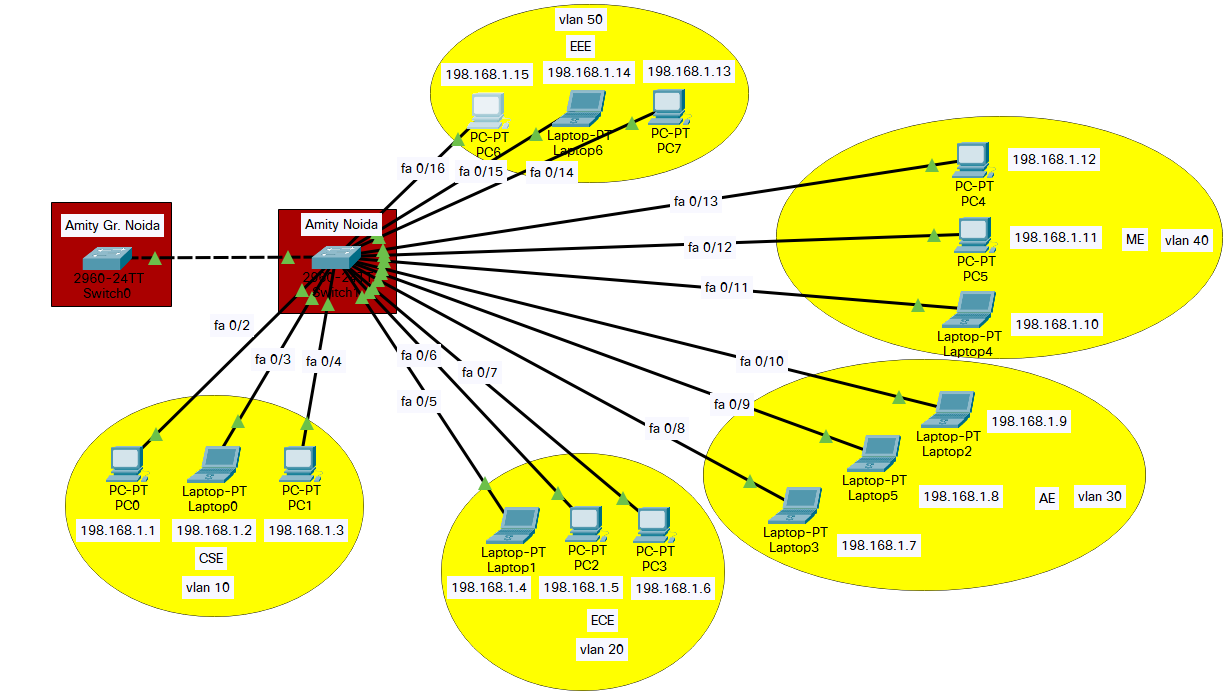 vlan 50
EEE
198.168.1.15
198.168.1.14
198.168.1.13
PC-PT
PC6
Laptop-PT
Laptop6
PC-PT
PC7
fa 0/16
fa 0/15
fa 0/14
198.168.1.12
PC-PT
PC4
fa 0/13
Amity Gr. Noida
2960-24TT
Switch0
Amity Noida
Switch
fa 0/12
198.168.1.11
ME
vlan 40
PC-PT
PC5
fa 0/11
198.168.1.10
Laptop-PT
Laptop4
fa 0/2
fa 0/3
fa 0/4
fa 0/6
fa 0/7
fa 0/5
fa 0/10
fa 0/9
fa 0/8
198.168.1.9
Laptop-PT
Laptop2
Laptop-PT
Laptop5
198.168.1.8
AE
vlan 30
Laptop-PT
Laptop3
198.168.1.7
PC-PT
PC0
Laptop-PT
Laptop0
PC-PT
PC1
198.168.1.1
198.168.1.2
198.168.1.3
CSE
vlan 10
Laptop-PT
Laptop1
PC-PT
PC2
PC-PT
PC3
198.168.1.4
198.168.1.5
198.168.1.6
ECE
vlan 20